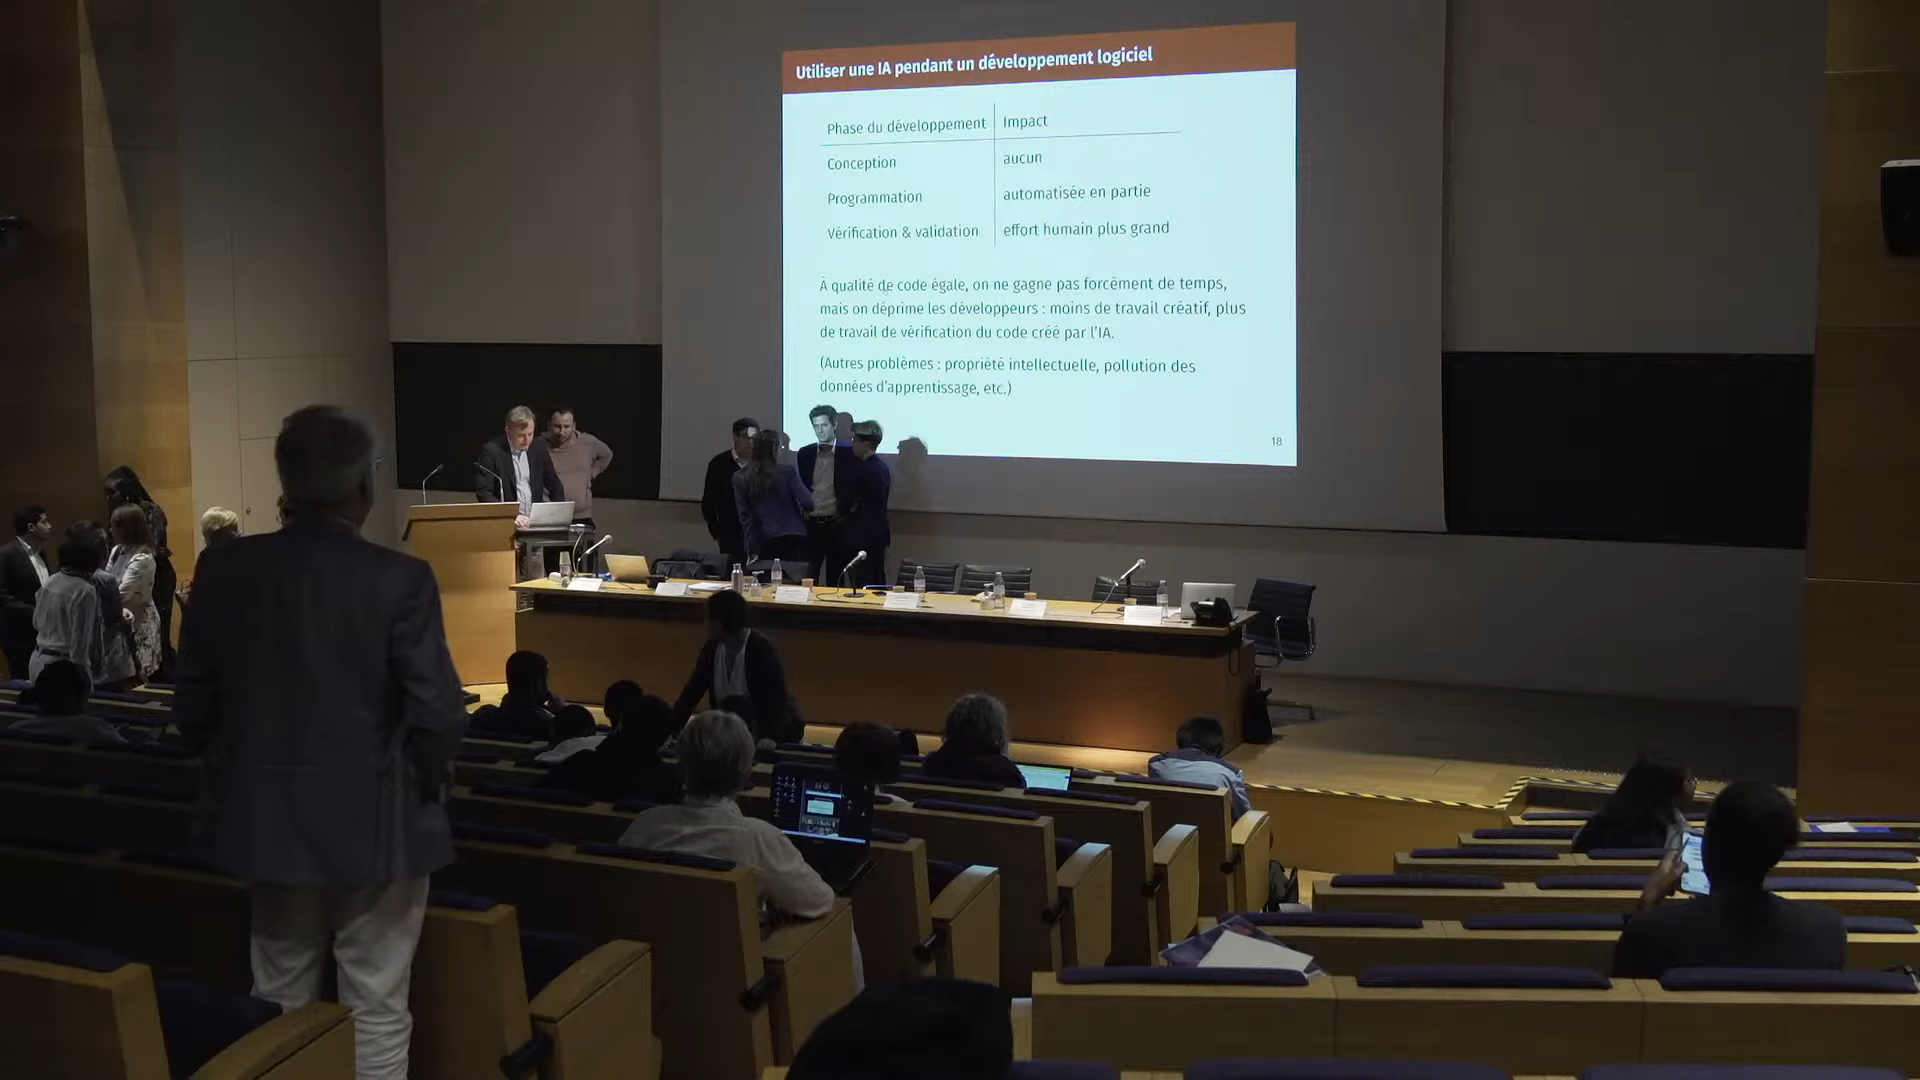 Utiliser une IA pendant un développement logiciel
Phase du développement Impact
Conception aucun
Programmation automatisée en partie
Vérification & validation effort humain plus grand
À qualité de code égale, on ne gagne pas forcément de temps,
mais on déprime les développeurs : moins de travail créatif, plus
de travail de vérification du code créé par l'IA.
(Autres problèmes : propriété intellectuelle, pollution des
données d'apprentissage, etc.)
18